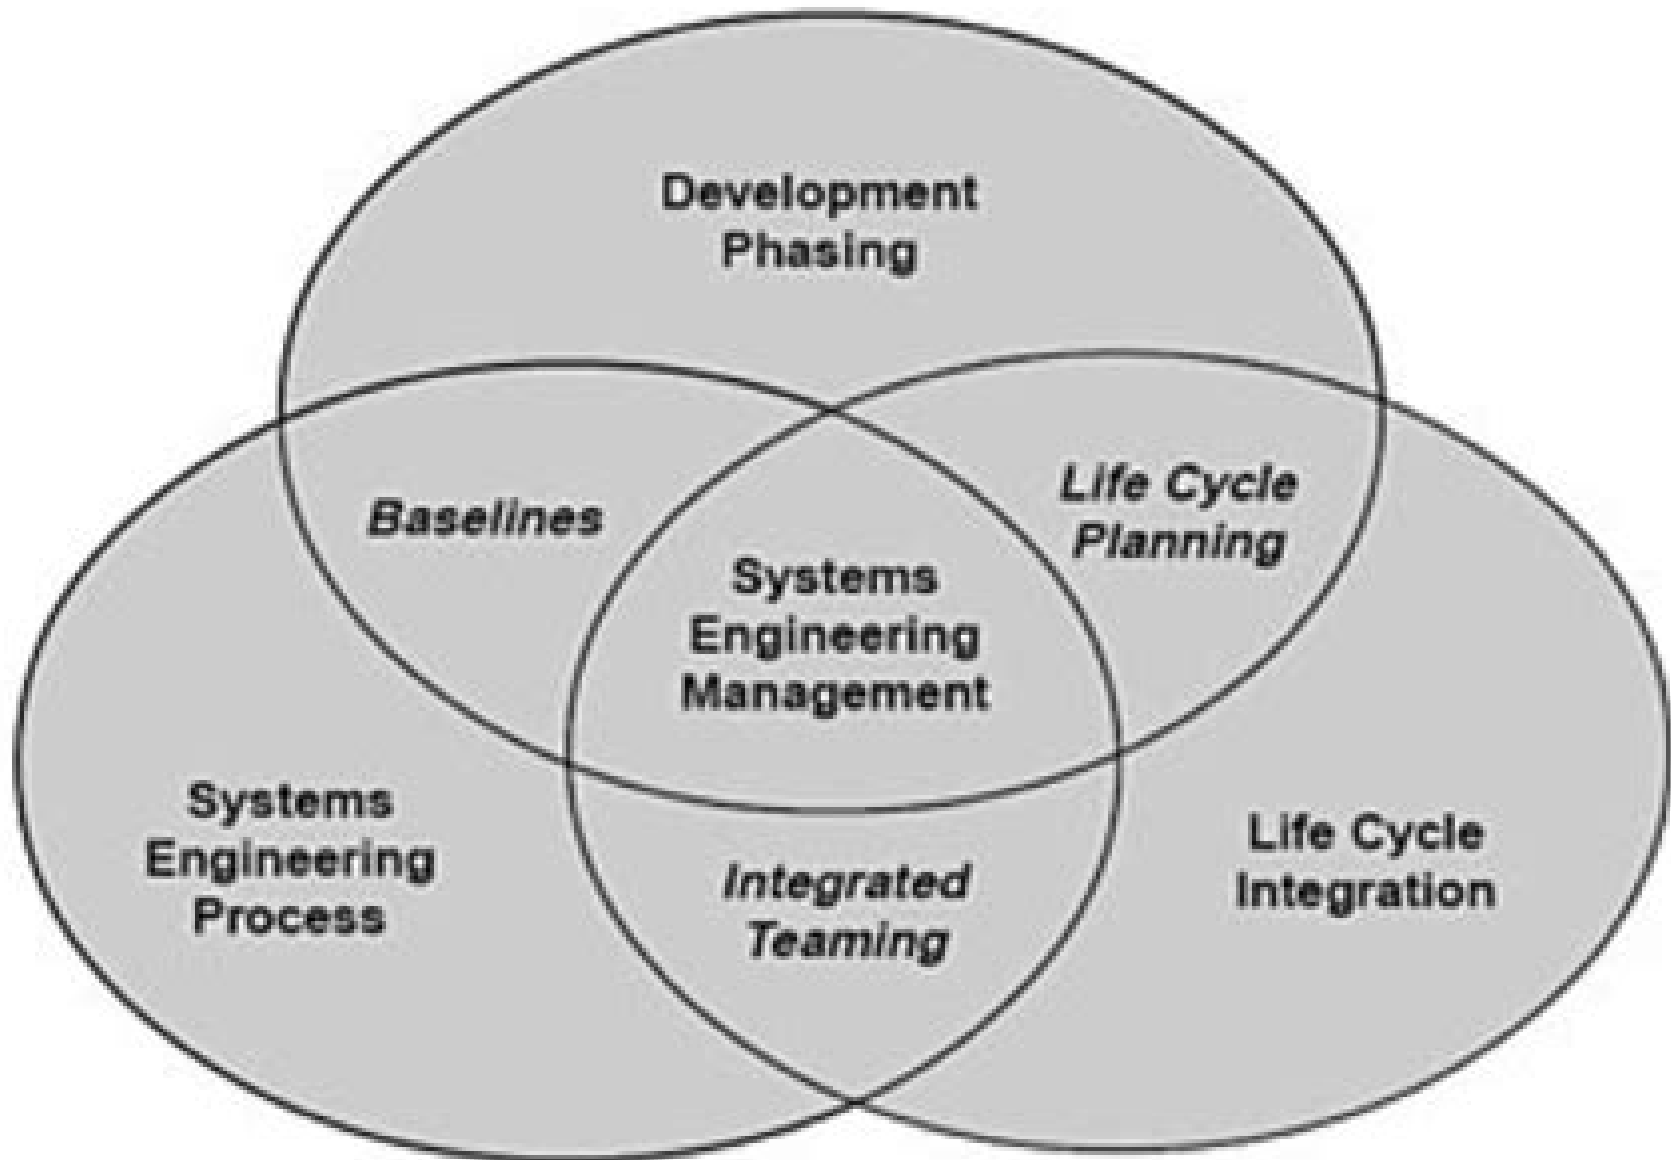 Development
Phasing
Baselines
Life Cycle
Planning
Systems
Engineering
Management
Systems
Engineering
Process
Integrated
Teaming
Life Cycle
Integration